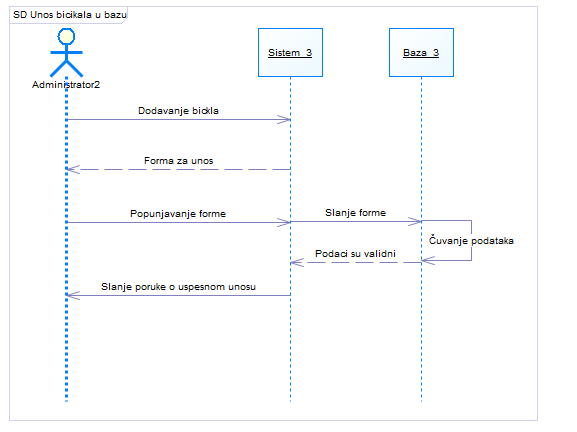 SD Unos bicikala u bazu
Administrator2
Sistem_3
Baza_3
Dodavanje bickla
Forma za unos
Popunjavanje forme
Slanje forme
Čuvanje podataka
Podaci su validni
Slanje poruke o uspesnom unosu